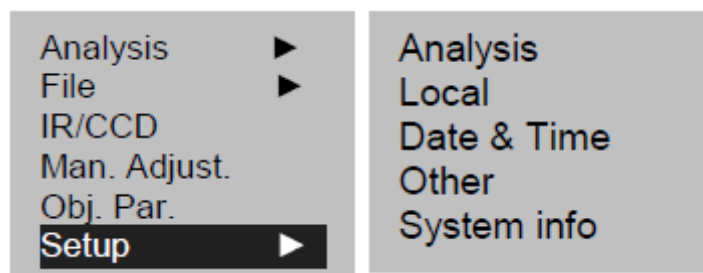 Analysis ►
File ►
IR/CCD
Man. Adjust.
Obj. Par.
Setup ►
Analysis
Local
Date & Time
Other
System info